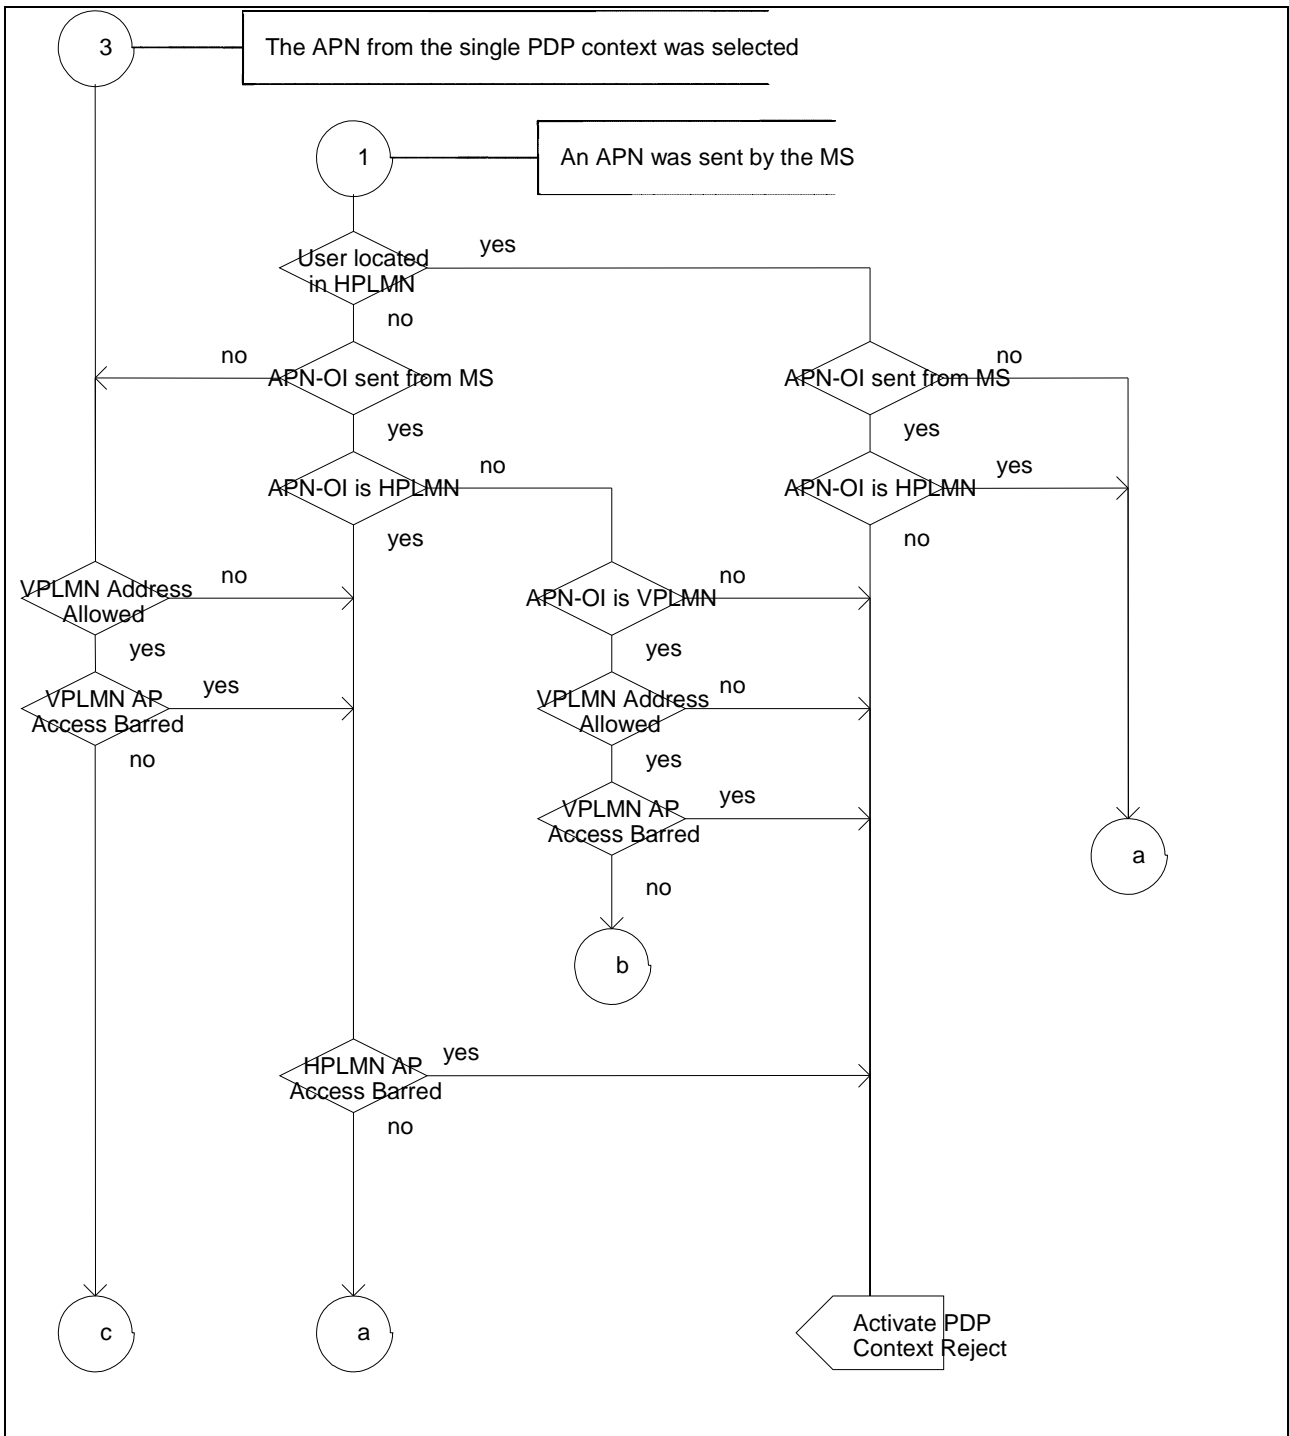 3
The APN from the single PDP context was selected
1
An APN was sent by the MS
User located
in HPLMN
yes
no
no
APN-OI sent from MS
APN-OI sent from MS
no
yes
yes
APN-OI is HPLMN
no
APN-OI is HPLMN
yes
yes
no
VPLMN Address
Allowed
no
APN-OI is VPLMN
no
yes
yes
VPLMN AP
Access Barred
yes
VPLMN Address
Allowed
no
no
yes
VPLMN AP
Access Barred
yes
a
no
b
HPLMN AP
Access Barred
yes
no
c
a
Activate PDP
Context Reject